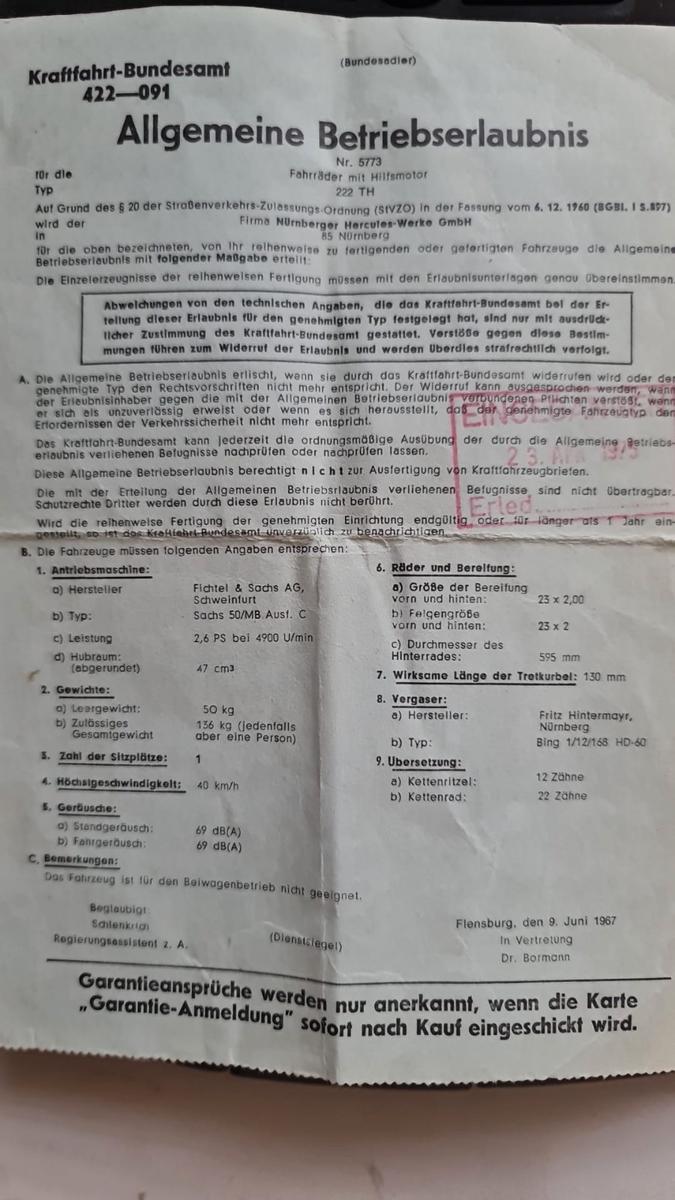 Kraftfahrt-Bundesamt
422—091
(Bundesadler)
Allgemeine Betriebserlaubnis
Nr. 5773
für die Fahrräder mit Hilfsmotor
Typ 222 TH
Auf Grund des § 20 der Straßenverkehrs-Zulassungs-Ordnung (StVZO) in der Fassung vom 6. 12. 1960 (BGBl. I S.897)
wird der Firma Nürnberger Hercules-Werke GmbH
in 85 Nürnberg
für die oben bezeichneten, von ihr reihenweise zu fertigenden oder gefertigten Fahrzeuge die Allgemeine
Betriebserlaubnis mit folgender Maßgabe erteilt:
Die Einzelerzeugnisse der reihenweisen Fertigung müssen mit den Erlaubnisunterlagen genau übereinstimmen.
Abweichungen von den technischen Angaben, die das Kraftfahrt-Bundesamt bei der Er-
teilung dieser Erlaubnis für den genehmigten Typ festgelegt hat, sind nur mit ausdrück-
licher Zustimmung des Kraftfahrt-Bundesamt gestattet. Verstöße gegen diese Bestim-
mungen führen zum Widerruf der Erlaubnis und werden überdies strafrechtlich verfolgt.
A. Die Allgemeine Betriebserlaubnis erlischt, wenn sie durch das Kraftfahrt-Bundesamt widerrufen wird oder der
genehmigte Typ den Rechtsvorschriften nicht mehr entspricht. Der Widerruf kann ausgesprochen werden, wenn
der Erlaubnisinhaber gegen die mit der Allgemeinen Betriebserlaubnis verbundenen Pflichten verstößt, wenn
er sich als unzuverlässig erweist oder wenn es sich herausstellt, daß der genehmigte Fahrzeugtyp den
Erfordernissen der Verkehrssicherheit nicht mehr entspricht.
Das Kraftfahrt-Bundesamt kann jederzeit die ordnungsmäßige Ausübung der durch die Allgemeine Betriebs-
erlaubnis verliehenen Befugnisse nachprüfen oder nachprüfen lassen.
Diese Allgemeine Betriebserlaubnis berechtigt nicht zur Ausfertigung von Kraftfahrzeugbriefen.
Die mit der Erteilung der Allgemeinen Betriebsrlaubnis verliehenen Befugnisse sind nicht übertragbar.
Schutzrechte Dritter werden durch diese Erlaubnis nicht berührt.
Wird die reihenweise Fertigung der genehmigten Einrichtung endgültig oder für länger als 1 Jahr ein-
gestellt, so ist das Kraftfahrt-Bundesamt unverzüglich zu benachrichtigen.
Erled.
B. Die Fahrzeuge müssen folgenden Angaben entsprechen:
1. Antriebsmaschine:
a) Hersteller Fichtel & Sachs AG,
Schweinfurt
b) Typ: Sachs 50/MB Ausf. C
c) Leistung 2,6 PS bei 4900 U/min
d) Hubraum:
(abgerundet) 47 cm³
2. Gewichte:
a) Leergewicht: 50 kg
b) Zulässiges 136 kg (jedenfalls
Gesamtgewicht aber eine Person)
3. Zahl der Sitzplätze: 1
4. Höchstgeschwindigkeit: 40 km/h
5. Geräusche:
a) Standgeräusch: 69 dB(A)
b) Fahrgeräusch: 69 dB(A)
6. Räder und Bereifung:
a) Größe der Bereifung
vorn und hinten: 23 x 2,00
b) Felgengröße
vorn und hinten: 23 x 2
c) Durchmesser des
Hinterrades: 595 mm
7. Wirksame Länge der Tretkurbel: 130 mm
8. Vergaser:
a) Hersteller: Fritz Hintermayr,
Nürnberg
b) Typ: Bing 1/12/168 HD-60
9. Übersetzung:
a) Kettenritzel: 12 Zähne
b) Kettenrad: 22 Zähne
C. Bemerkungen:
Das Fahrzeug ist für den Beiwagenbetrieb nicht geeignet.
Beglaubigt
Schlenkrich
Regierungsassistent z. A.
(Dienstsiegel)
Flensburg, den 9. Juni 1967
In Vertretung
Dr. Bormann
Garantieansprüche werden nur anerkannt, wenn die Karte
„Garantie-Anmeldung" sofort nach Kauf eingeschickt wird.